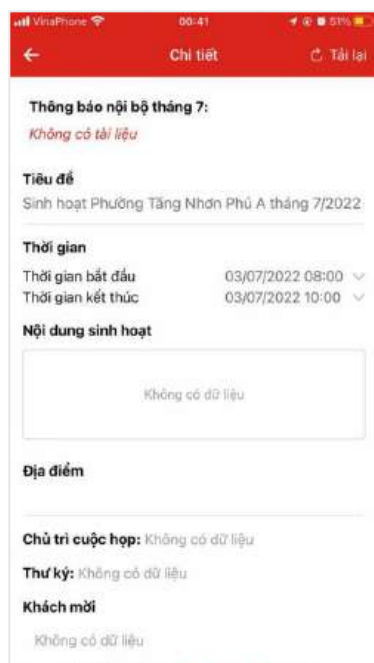 VinaPhone 00:41 51%
Chi tiết Tải lại
Thông báo nội bộ tháng 7:
Không có tài liệu
Tiêu đề
Sinh hoạt Phường Tăng Nhơn Phú A tháng 7/2022
Thời gian
Thời gian bắt đầu 03/07/2022 08:00
Thời gian kết thúc 03/07/2022 10:00
Nội dung sinh hoạt
Không có dữ liệu
Địa điểm
Chủ trì cuộc họp: Không có dữ liệu
Thư ký: Không có dữ liệu
Khách mời
Không có dữ liệu